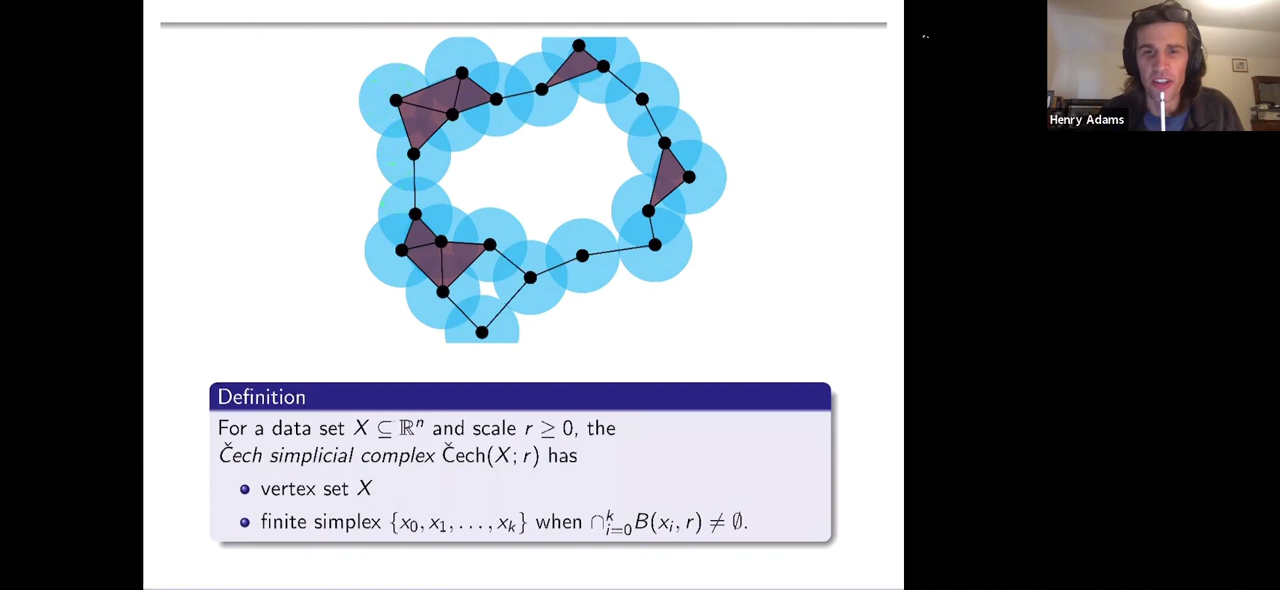 Henry Adams
Definition
For a data set X ⊆ ℝⁿ and scale r ≥ 0, the
Čech simplicial complex Čech(X; r) has
vertex set X
finite simplex {x₀, x₁, . . . , xₖ} when ∩ᵏᵢ₌₀B(xᵢ, r) ≠ ∅.